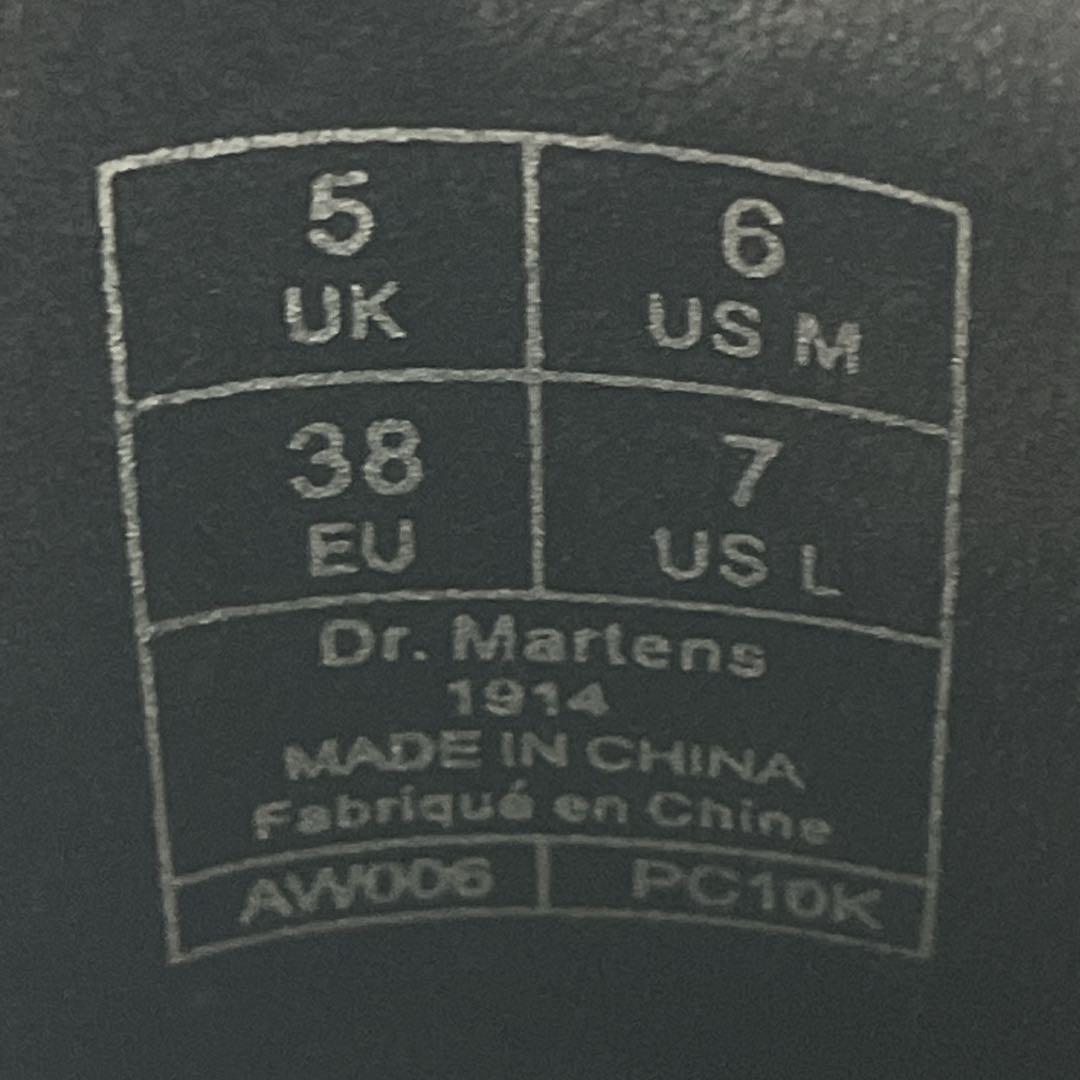 5
UK
6
US M
38
EU
7
US L
Dr. Martens
1914
MADE IN CHINA
Fabriqué en Chine
AW006
PC10K